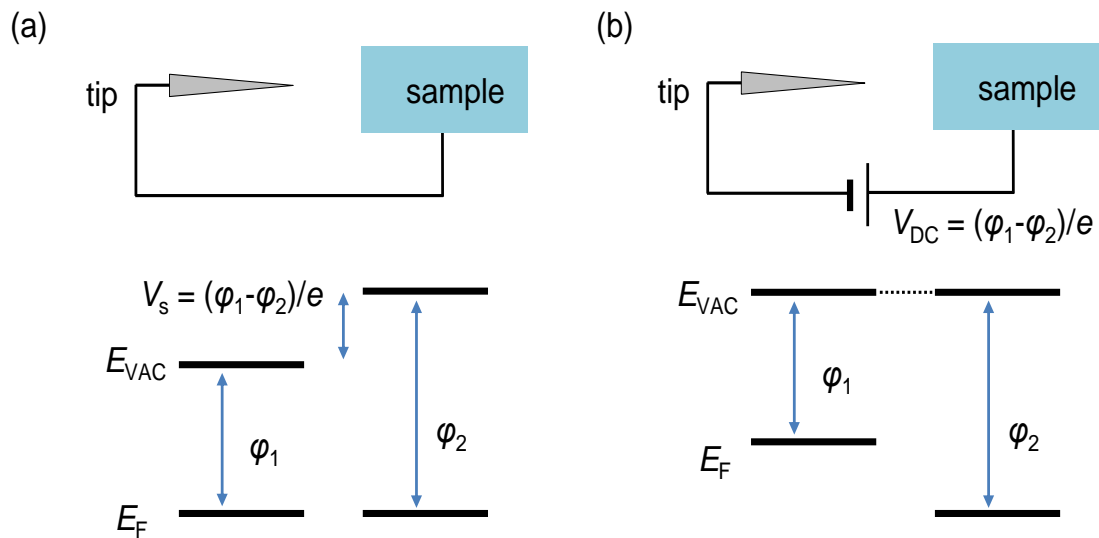 (a)
tip
sample
V_s = (φ₁-φ₂)/e
E_VAC
φ₁
φ₂
E_F
(b)
tip
sample
V_DC = (φ₁-φ₂)/e
E_VAC
φ₁
φ₂
E_F